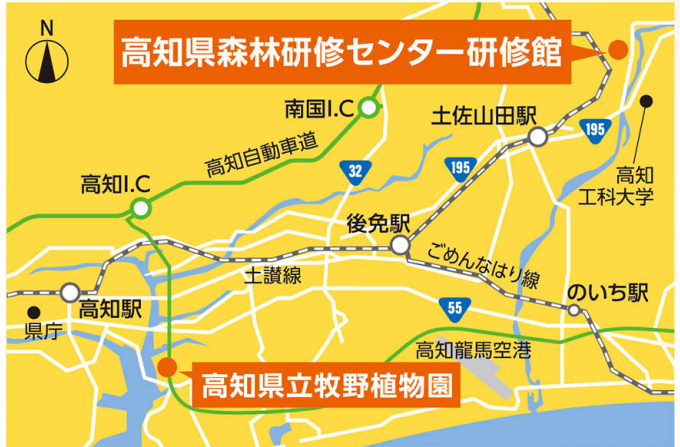 N
高知県森林研修センター研修館
南国I.C
土佐山田駅
195
高知自動車道
32
195
高知
工科大学
高知I.C
後免駅
ごめんなはり線
土讃線
のいち駅
高知駅
55
県庁
高知龍馬空港
高知県立牧野植物園